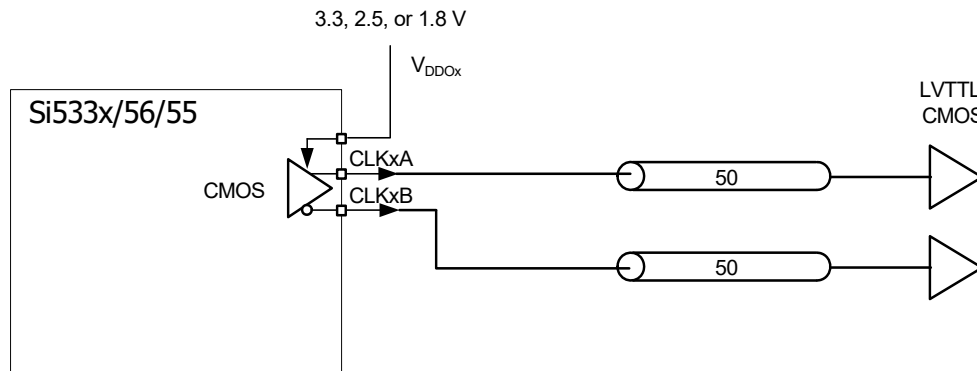 3.3, 2.5, or 1.8 V
VDDOx
LVTTL
CMOS
Si533x/56/55
CLKxA
CMOS
50
CLKxB
50